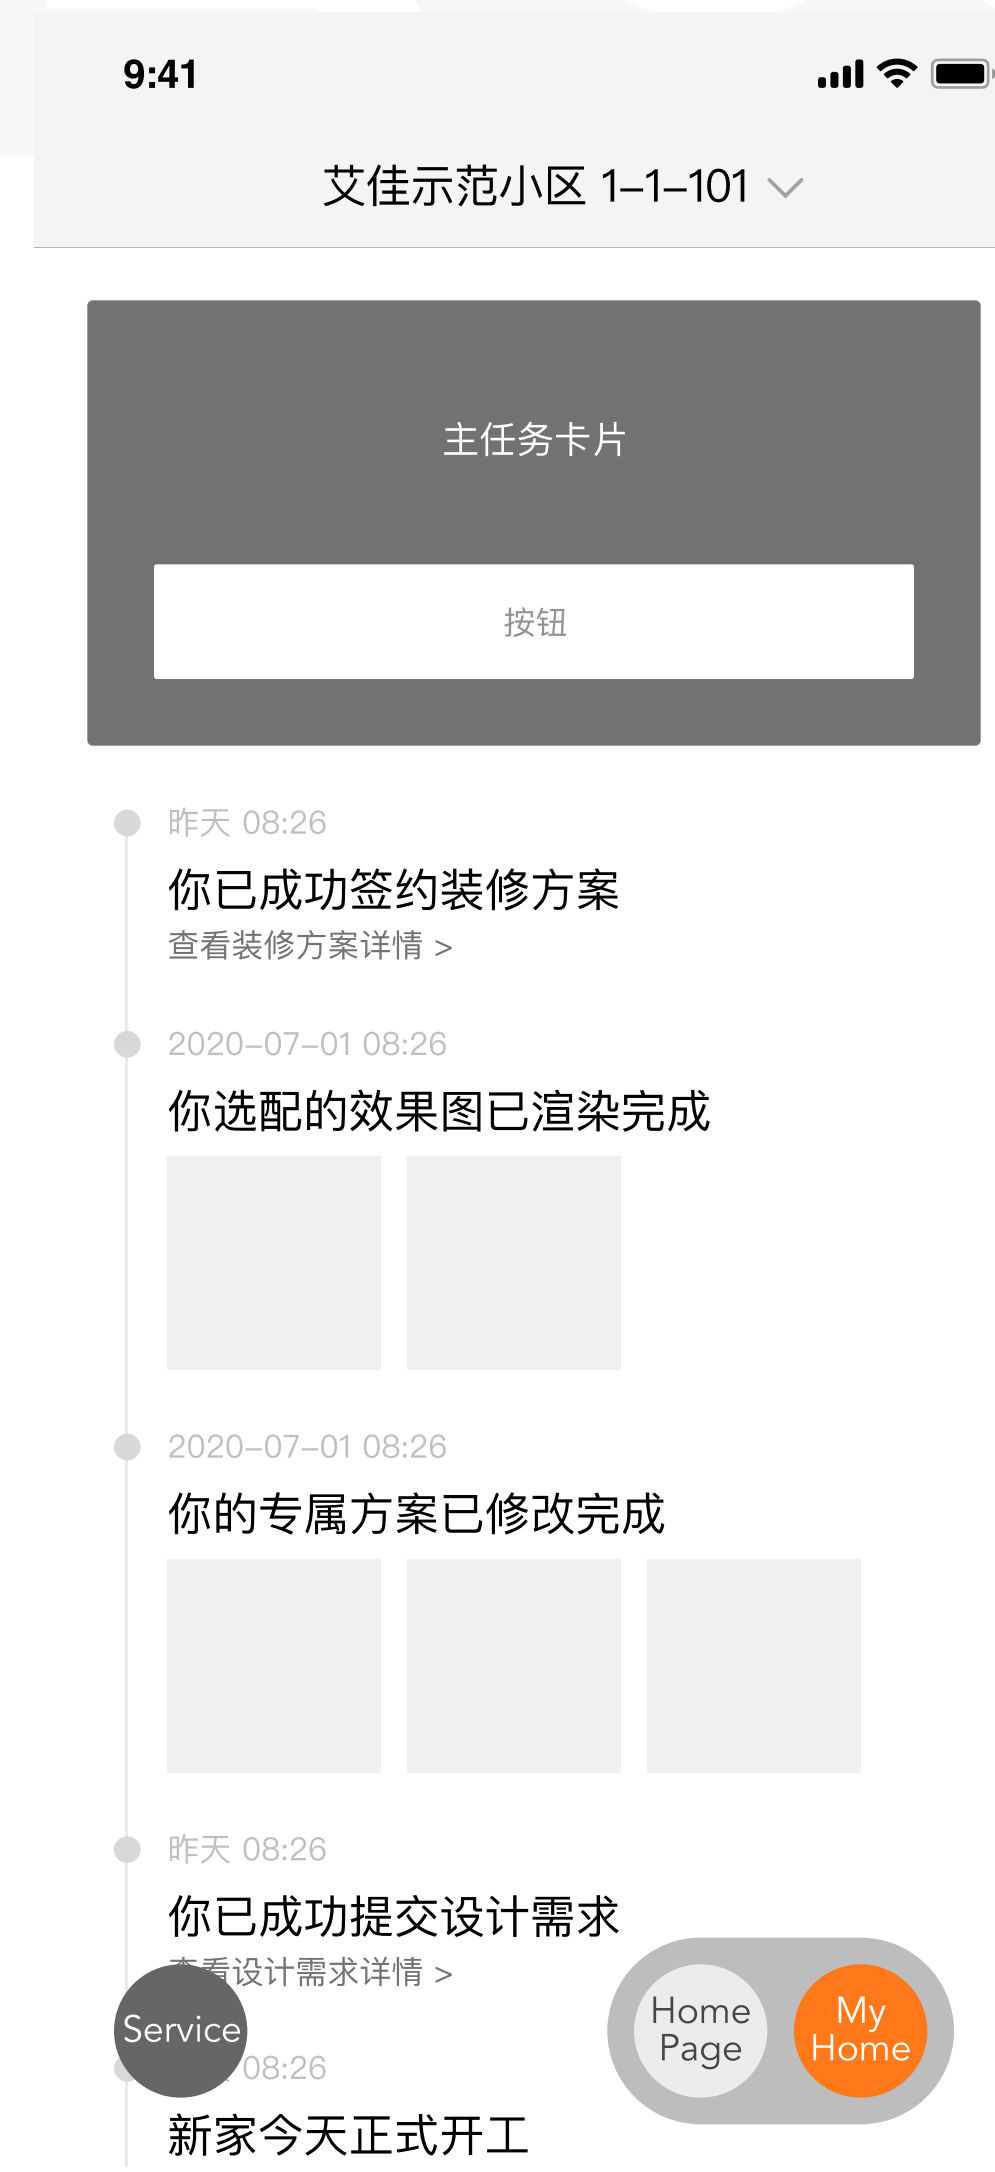 9:41
艾佳示范小区 1-1-101
主任务卡片
按钮
昨天 08:26
你已成功签约装修方案
查看装修方案详情 >
2020-07-01 08:26
你选配的效果图已渲染完成
2020-07-01 08:26
你的专属方案已修改完成
昨天 08:26
你已成功提交设计需求
查看设计需求详情 >
Service
Home
Page
My
Home
08:26
新家今天正式开工